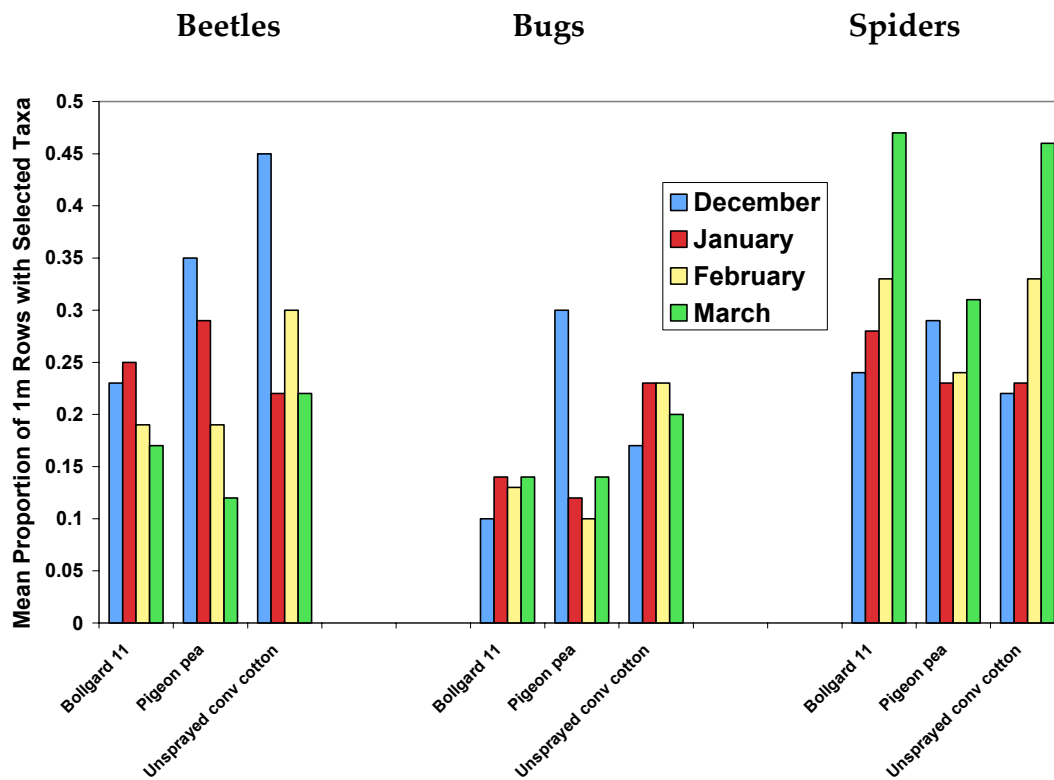 Beetles Bugs Spiders
Mean Proportion of 1m Rows with Selected Taxa
0.5
0.45
0.4
0.35
0.3
0.25
0.2
0.15
0.1
0.05
0
December
January
February
March
Bollgard 11
Pigeon pea
Unsprayed conv cotton
Bollgard 11
Pigeon pea
Unsprayed conv cotton
Bollgard 11
Pigeon pea
Unsprayed conv cotton